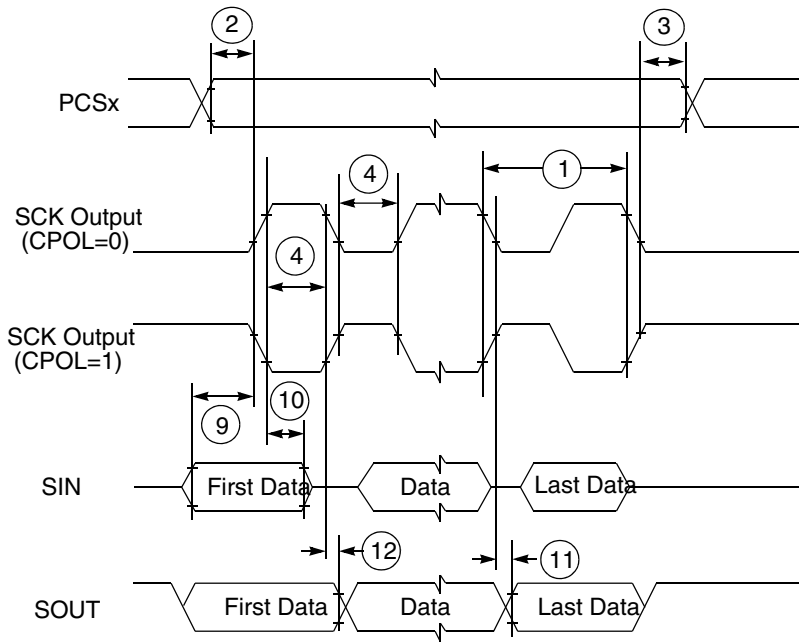 2
3
PCSx
4
1
SCK Output
(CPOL=0)
4
SCK Output
(CPOL=1)
9
10
SIN
First Data
Data
Last Data
12
11
SOUT
First Data
Data
Last Data